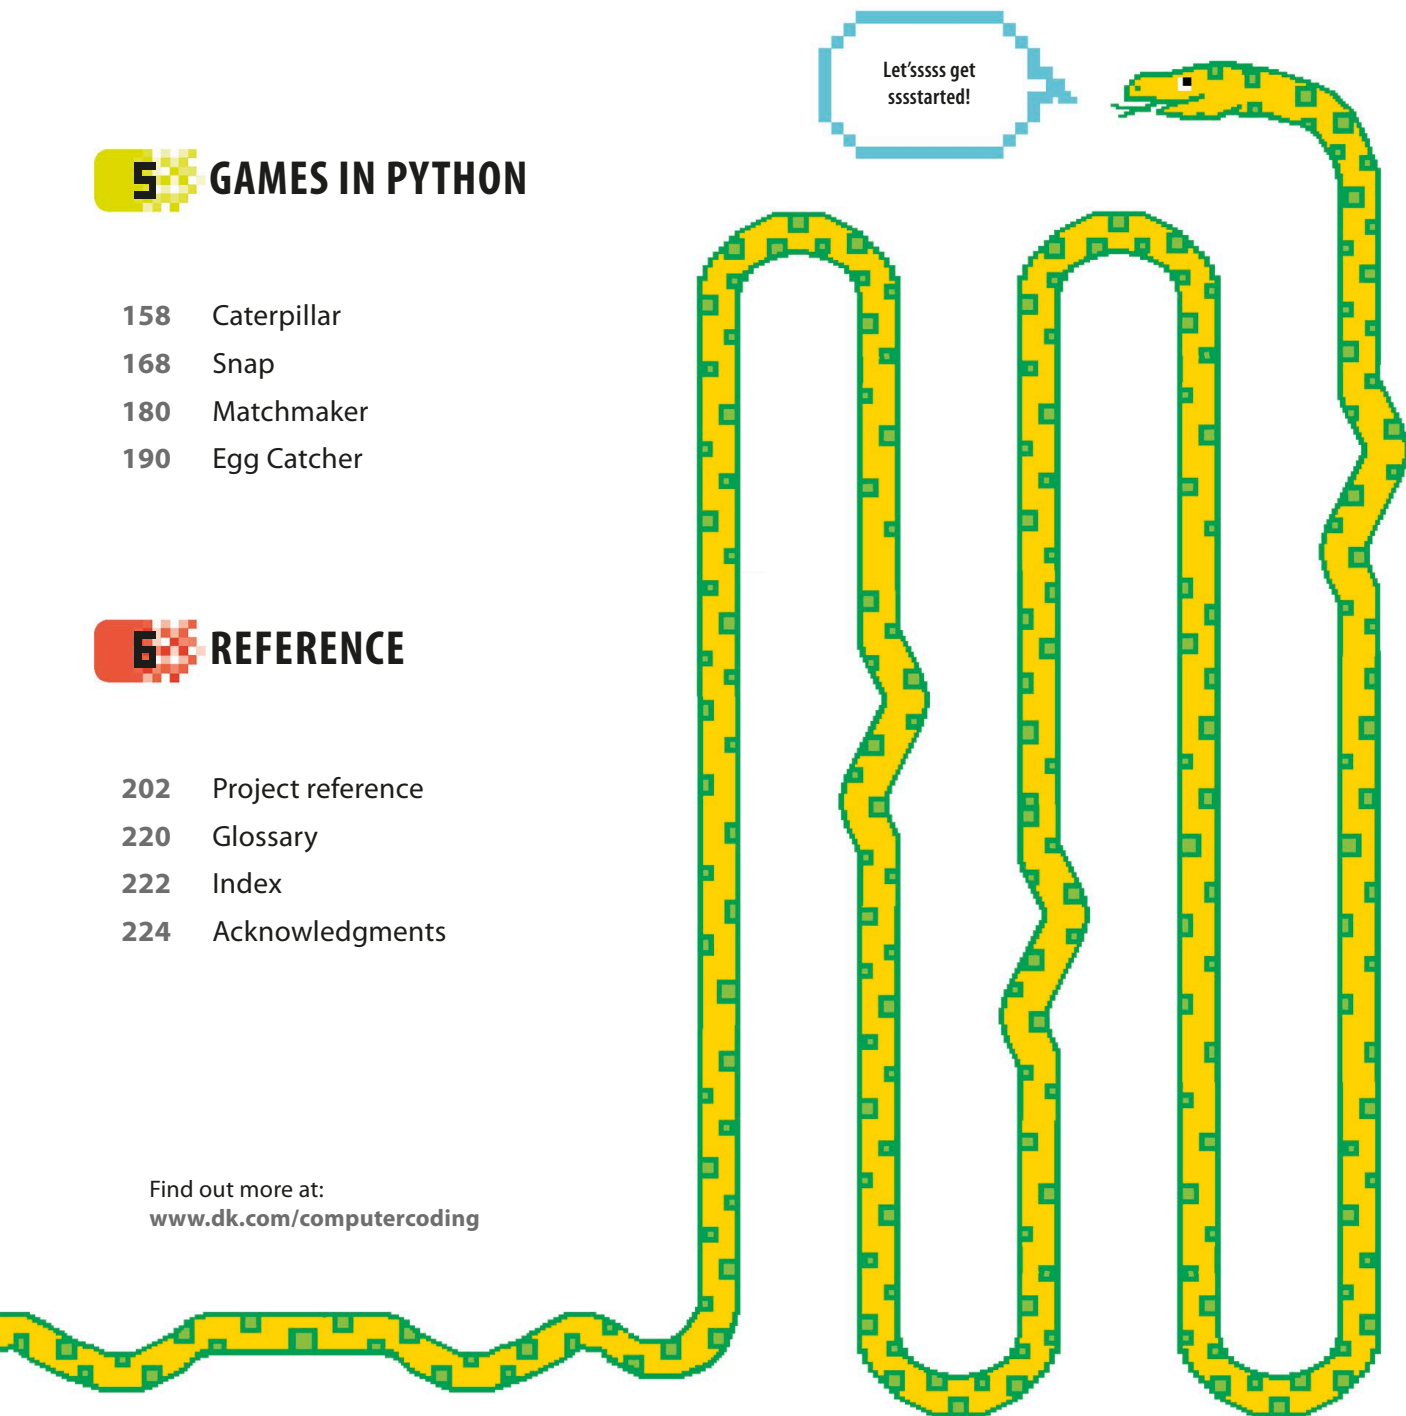 Let'sssss get
sssstarted!
5 GAMES IN PYTHON
158 Caterpillar
168 Snap
180 Matchmaker
190 Egg Catcher
6 REFERENCE
202 Project reference
220 Glossary
222 Index
224 Acknowledgments
Find out more at:
www.dk.com/computercoding